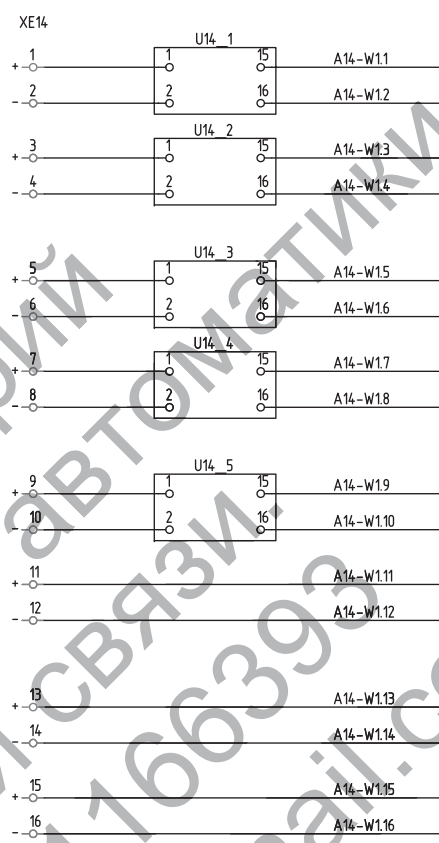 XE14
U14_1
1 1 15 A14-W1.1
+
2 2 16 A14-W1.2
-
U14_2
3 1 15 A14-W1.3
+
4 2 16 A14-W1.4
-
U14_3
5 1 15 A14-W1.5
+
6 2 16 A14-W1.6
-
U14_4
7 1 15 A14-W1.7
+
8 2 16 A14-W1.8
-
U14_5
9 1 15 A14-W1.9
+
10 2 16 A14-W1.10
-
11 A14-W1.11
+
12 A14-W1.12
-
13 A14-W1.13
+
14 A14-W1.14
-
15 A14-W1.15
+
16 A14-W1.16
-
автоматики
связи.
1166393